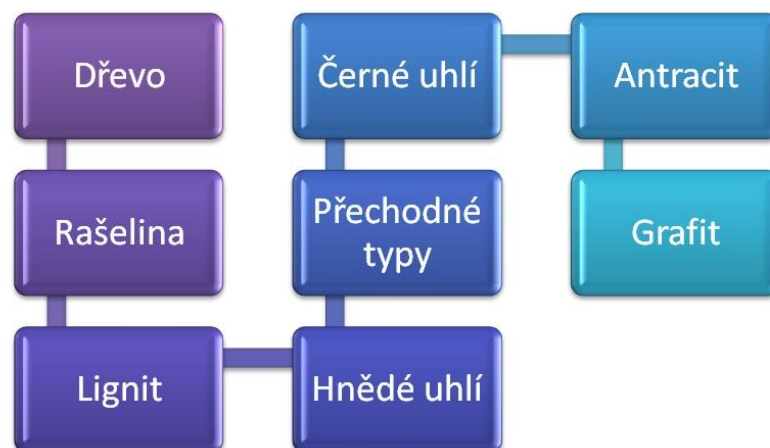 Dřevo
Rašelina
Lignit
Hnědé uhlí
Přechodné
typy
Černé uhlí
Antracit
Grafit